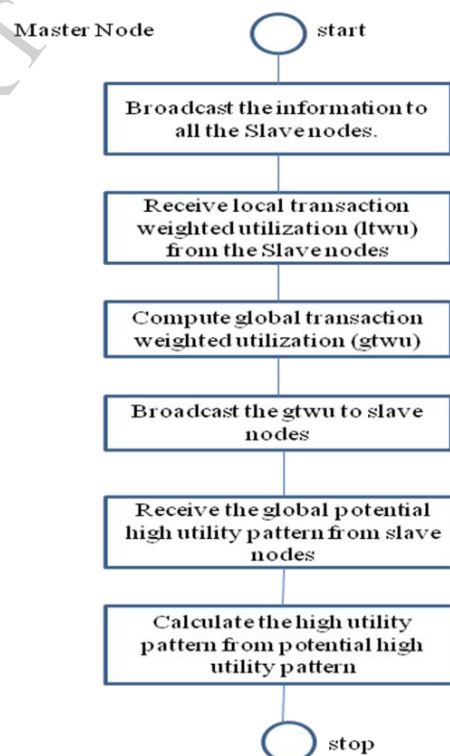 Master Node
start
Broadcast the information to
all the Slave nodes.
Receive local transaction
weighted utilization (ltwu)
from the Slave nodes
Compute global transaction
weighted utilization (gtwu)
Broadcast the gtwu to slave
nodes
Receive the global potential
high utility pattern from slave
nodes
Calculate the high utility
pattern from potential high
utility pattern
stop